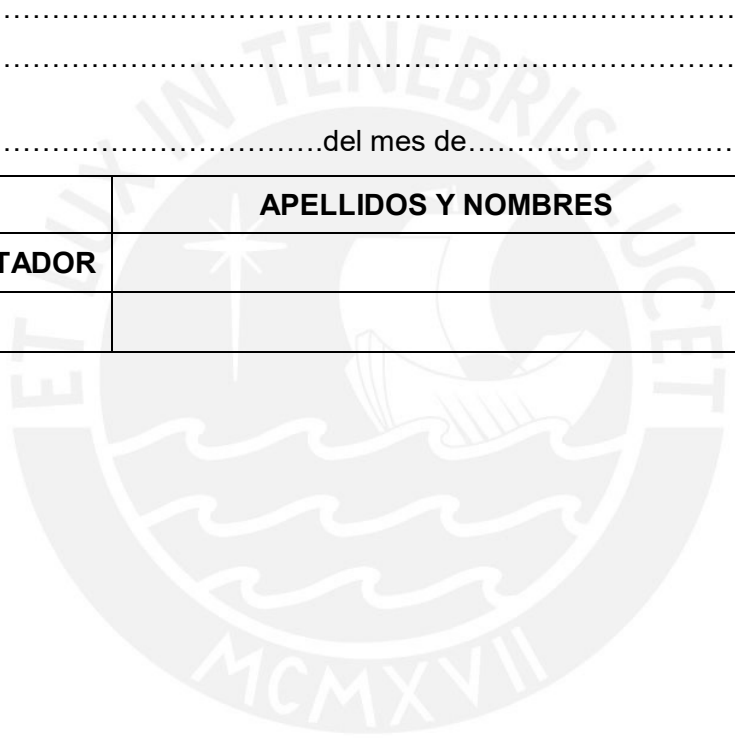 ………………………………………………………………………………
………………………………………………………………………………
……………………………….del mes de……….……..………
APELLIDOS Y NOMBRES
TADOR
ET LUX IN TENEBRIS LUCET
MCMXVII